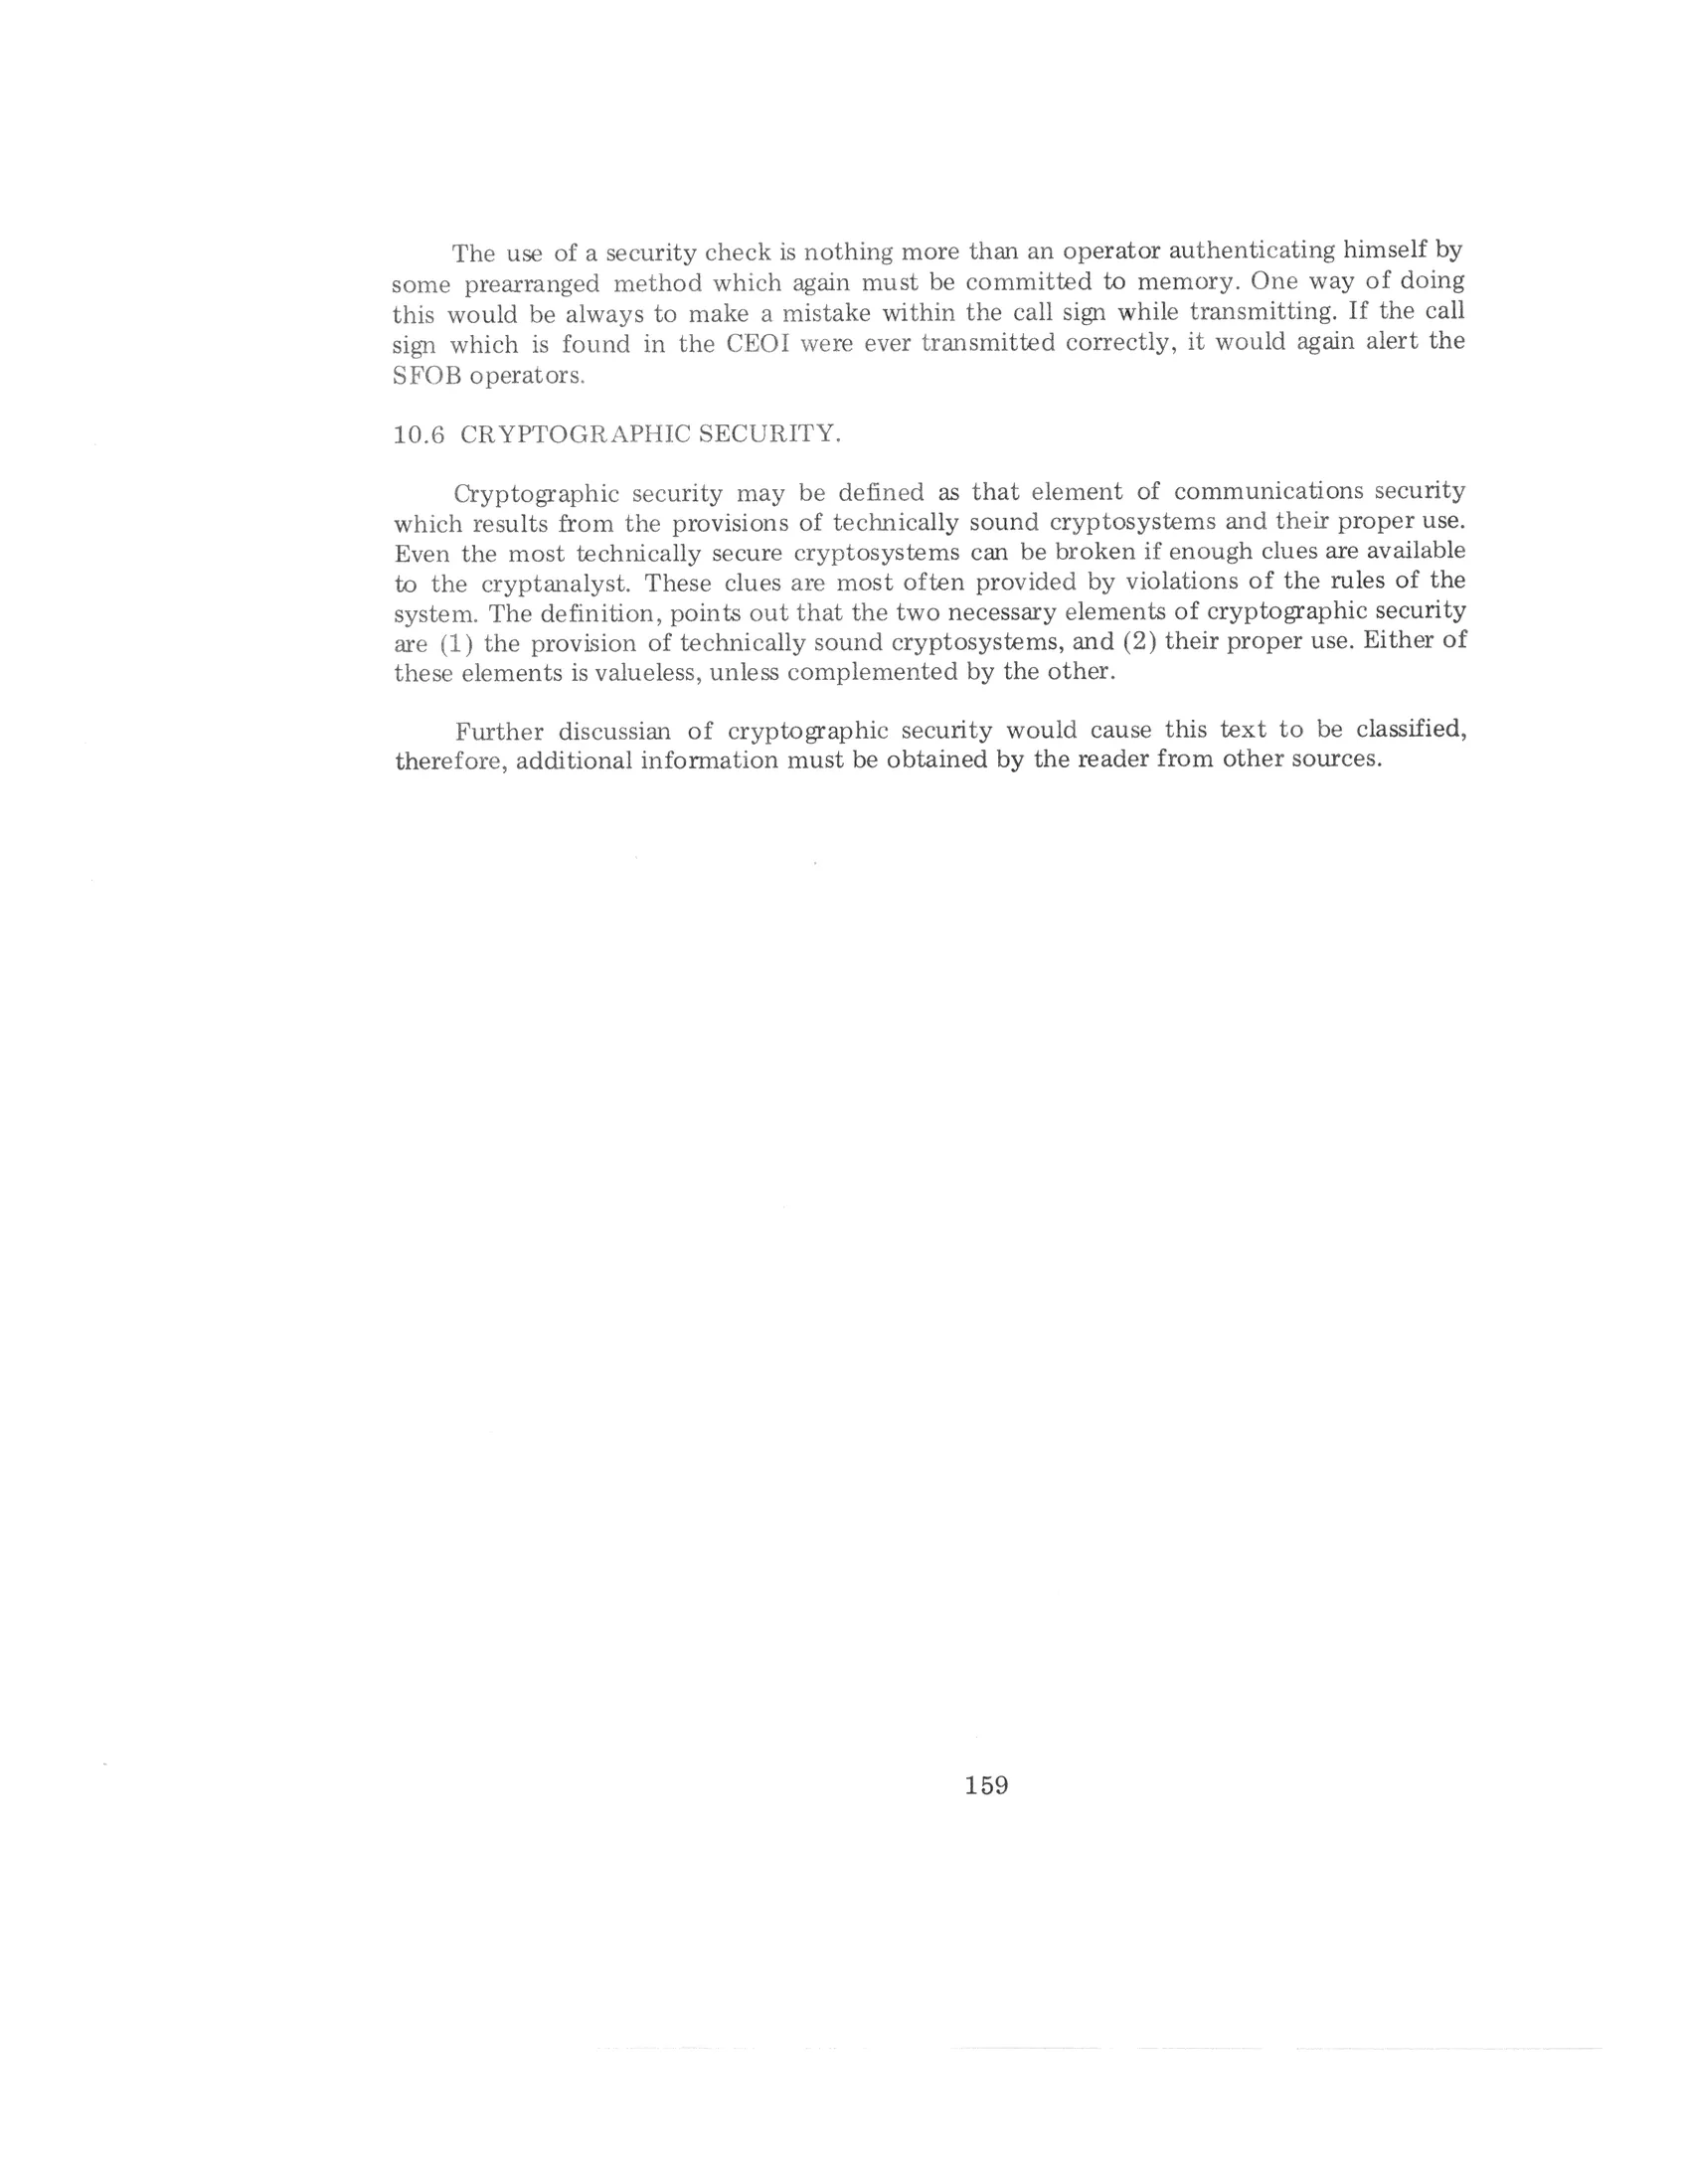 The use of a security check is nothing more than an operator authenticating himself by
some prearranged method which again must be committed to memory. One way of doing
this would be always to make a mistake within the call sign while transmitting. If the call
sign which is found in the CEOI were ever transmitted correctly, it would again alert the
SFOB operators.
10.6 CRYPTOGRAPHIC SECURITY.
Cryptographic security may be defined as that element of communications security
which results from the provisions of technically sound cryptosystems and their proper use.
Even the most technically secure cryptosystems can be broken if enough clues are available
to the cryptanalyst. These clues are most often provided by violations of the rules of the
system. The definition, points out that the two necessary elements of cryptographic security
are (1) the provision of technically sound cryptosystems, and (2) their proper use. Either of
these elements is valueless, unless complemented by the other.
Further discussian of cryptographic security would cause this text to be classified,
therefore, additional information must be obtained by the reader from other sources.
159